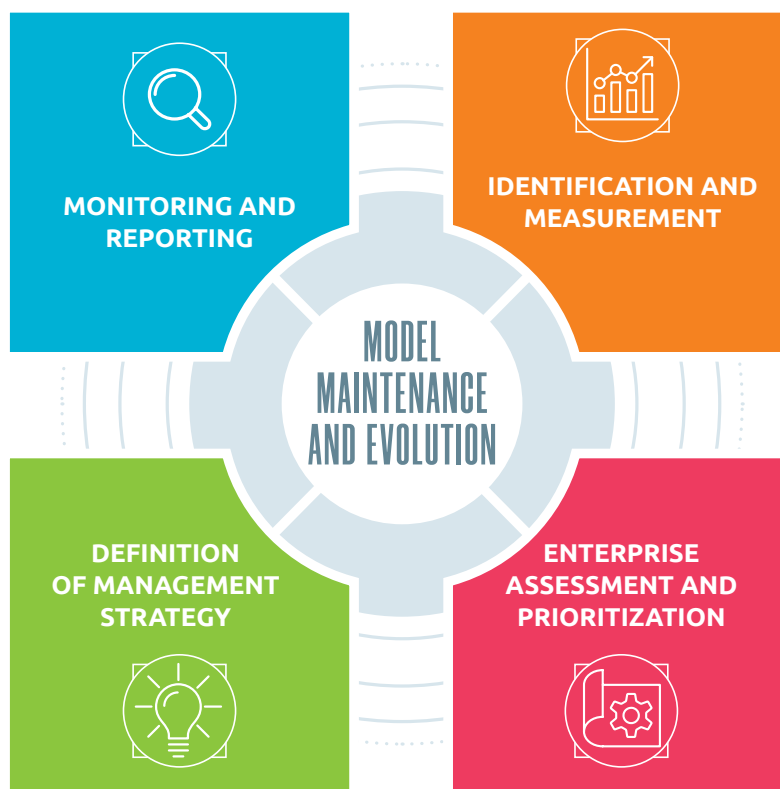 MONITORING AND
REPORTING
IDENTIFICATION AND
MEASUREMENT
MODEL
MAINTENANCE
AND EVOLUTION
DEFINITION
OF MANAGEMENT
STRATEGY
ENTERPRISE
ASSESSMENT AND
PRIORITIZATION